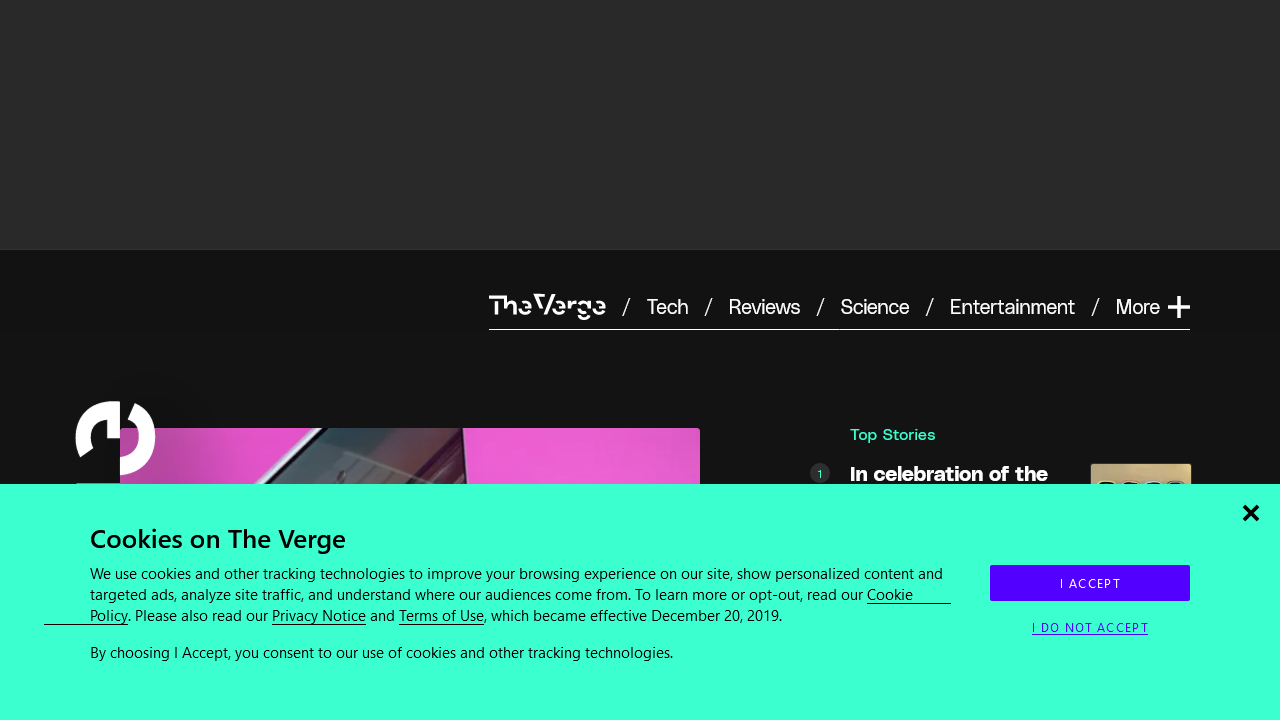 The Verge / Tech / Reviews / Science / Entertainment / More
Top Stories
1
In celebration of the
Cookies on The Verge
We use cookies and other tracking technologies to improve your browsing experience on our site, show personalized content and
targeted ads, analyze site traffic, and understand where our audiences come from. To learn more or opt-out, read our Cookie
Policy. Please also read our Privacy Notice and Terms of Use, which became effective December 20, 2019.
By choosing I Accept, you consent to our use of cookies and other tracking technologies.
I ACCEPT
I DO NOT ACCEPT